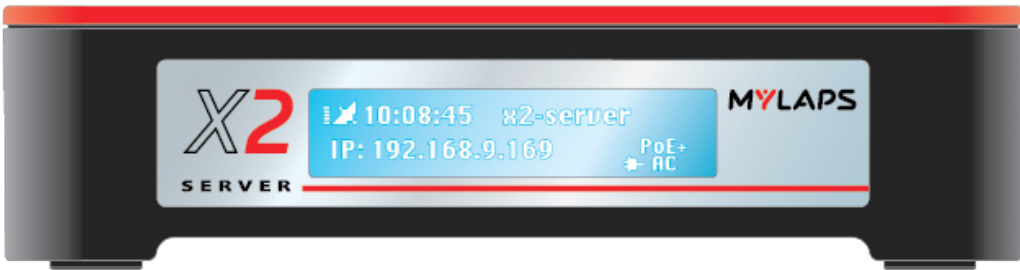 X2
SERVER
10:08:45 x2-server
IP: 192.168.9.169
PoE+
AC
MYLAPS